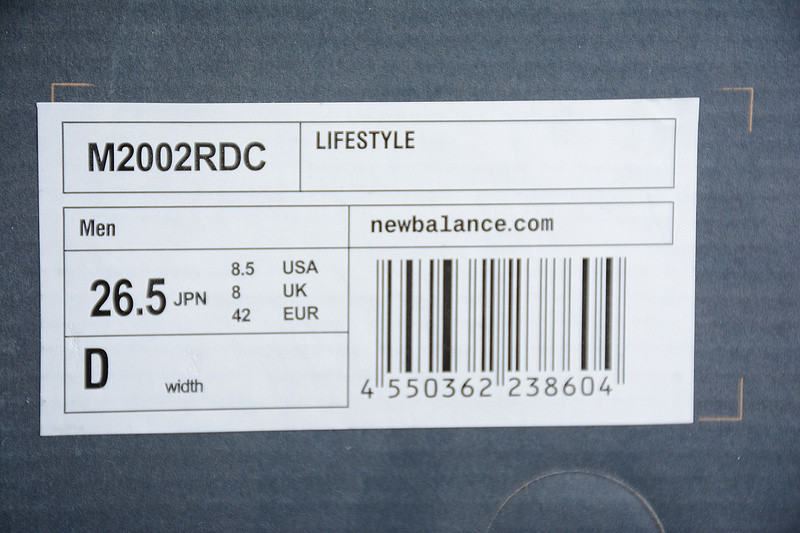 M2002RDC
LIFESTYLE
Men
newbalance.com
26.5 JPN
8.5 USA
8 UK
42 EUR
D width
4 550362 238604